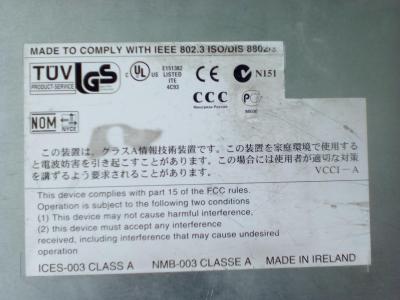 MADE TO COMPLY WITH IEEE 802.3 ISO/DIS 8802/3
TÜV
PRODUCT-SERVICE
GS
C UL US
E151382
LISTED
ITE
4C93
CE
N151
CCC
NOM
NYCE
この装置は、クラスA情報技術装置です。この装置を家庭環境で使用する
と電波妨害を引き起こすことがあります。この場合には使用者が適切な対策
を講ずるよう要求されることがあります。
VCCI-A
This device complies with part 15 of the FCC rules.
Operation is subject to the following two conditions
(1) This device may not cause harmful interference,
(2) this device must accept any interference
received, including interference that may cause undesired
operation
ICES-003 CLASS A NMB-003 CLASSE A MADE IN IRELAND